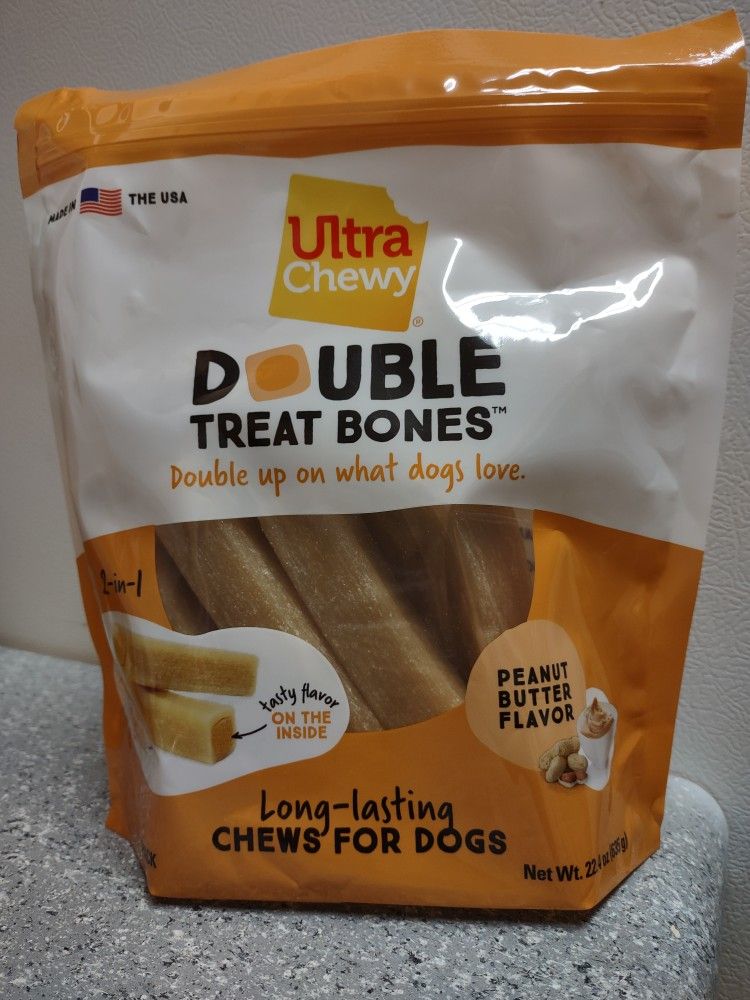 MADE IN THE USA
Ultra
Chewy
®
DOUBLE
TREAT BONES™
Double up on what dogs love.
2-in-1
tasty flavor
ON THE
INSIDE
PEANUT
BUTTER
FLAVOR
Long-lasting
CHEWS FOR DOGS
Net Wt. 22.4 oz (635g)